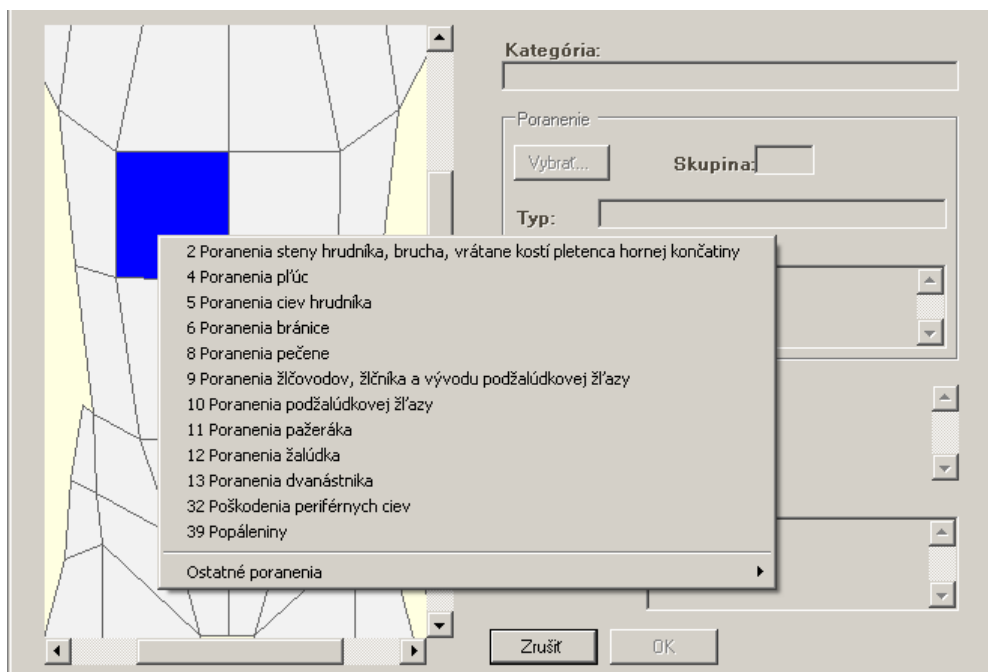 Kategória:
Poranenie
Vybrať...
Skupina:
Typ:
2 Poranenia steny hrudníka, brucha, vrátane kostí pletenca hornej končatiny
4 Poranenia pľúc
5 Poranenia ciev hrudníka
6 Poranenia bránice
8 Poranenia pečene
9 Poranenia žlčovodov, žlčníka a vývodu podžalúdkovej žľazy
10 Poranenia podžalúdkovej žľazy
11 Poranenia pažeráka
12 Poranenia žalúdka
13 Poranenia dvanástnika
32 Poškodenia periférnych ciev
39 Popáleniny
Ostatné poranenia
Zrušiť
OK